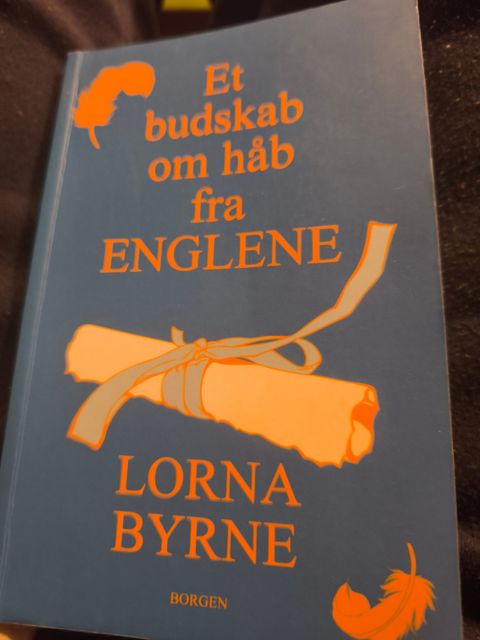 Et
budskab
om håb
fra
ENGLENE
LORNA
BYRNE
BORGEN